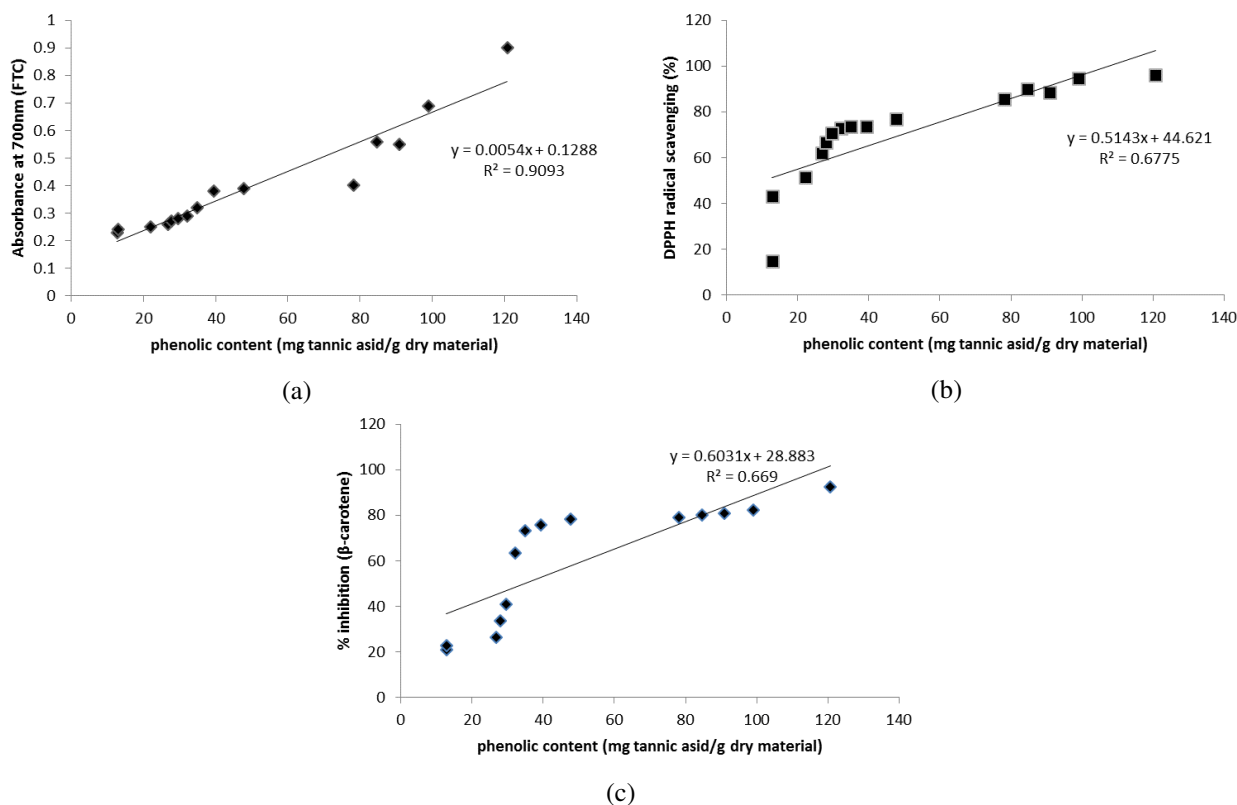 Absorbance at 700nm (FTC)
1
0.9
0.8
0.7
0.6
0.5
0.4
0.3
0.2
0.1
0
y = 0.0054x + 0.1288
R² = 0.9093
0 20 40 60 80 100 120 140
phenolic content (mg tannic asid/g dry material)
(a)
DPPH radical scavenging (%)
120
100
80
60
40
20
0
y = 0.5143x + 44.621
R² = 0.6775
0 20 40 60 80 100 120 140
phenolic content (mg tannic asid/g dry material)
(b)
% inhibition (β-carotene)
120
100
80
60
40
20
0
y = 0.6031x + 28.883
R² = 0.669
0 20 40 60 80 100 120 140
phenolic content (mg tannic asid/g dry material)
(c)